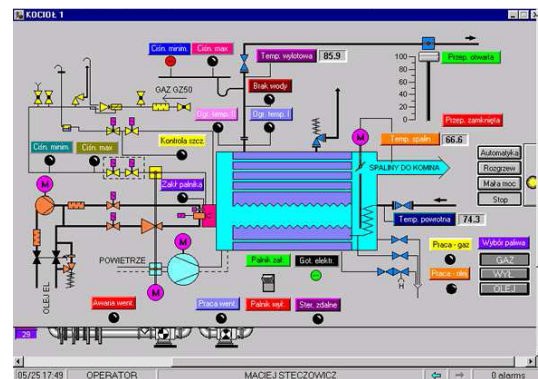 KOCIOŁ 1
Ciśn. minim.
Ciśn. max
Temp. wylotowa
85.9
100
80
60
40
20
0
Przep. otwarta
Przep. zamknięta
GAZ GZ50
Brak wody
Ogr. temp. II
Ogr. temp. I
Ciśn. minim.
Ciśn. max
Kontrola szcz.
Temp. spalin
66.6
Automatyka
Rozgrzew
Mała moc
Stop
M
M
Zakł. palnika
SPALINY DO KOMINA
Temp. powrotna
74.3
POWIETRZE
M
M
Palnik zał.
Got. elektr.
Praca - gaz
Wybór paliwa
GAZ
WYŁ
OLEJ
Praca - olej
H
OLEJ EL
Awaria went.
Praca went.
Palnik wył.
Ster. zdalne
29
05/25 17:49
OPERATOR
MACIEJ STECZOWICZ
0 alarms